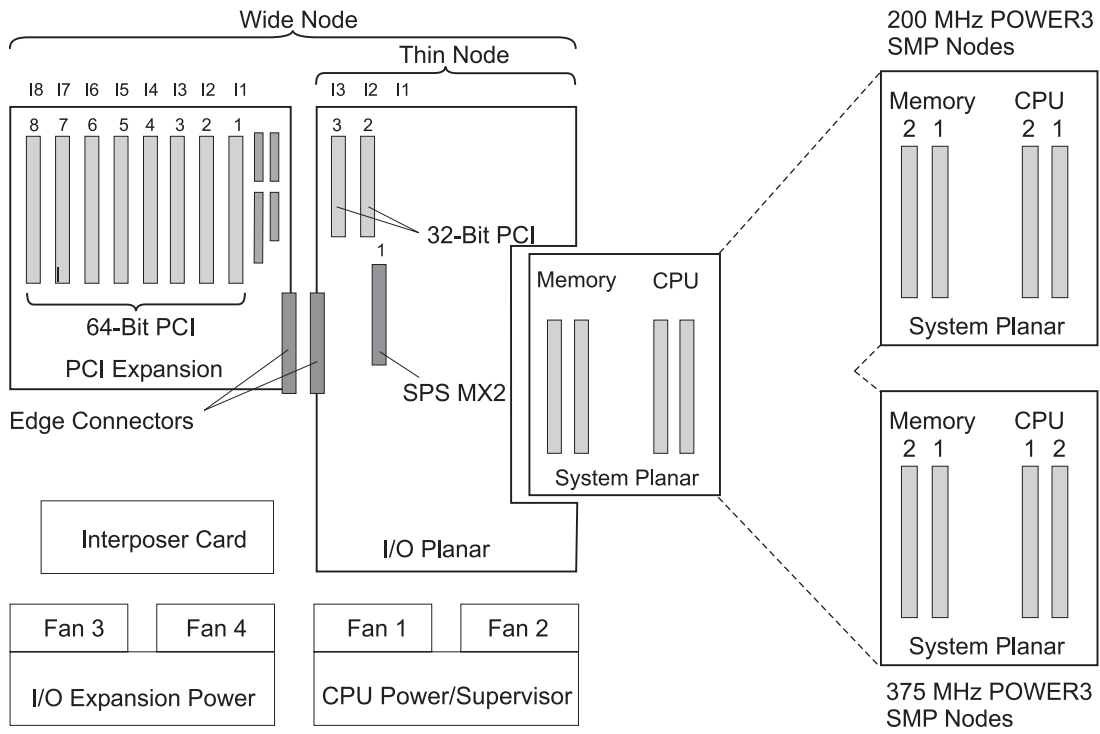 Wide Node
Thin Node
I8 I7 I6 I5 I4 I3 I2 I1
I3 I2 I1
8 7 6 5 4 3 2 1
3 2
32-Bit PCI
1
64-Bit PCI
PCI Expansion
SPS MX2
Edge Connectors
Memory CPU
System Planar
Interposer Card
I/O Planar
Fan 3 Fan 4
I/O Expansion Power
Fan 1 Fan 2
CPU Power/Supervisor
200 MHz POWER3
SMP Nodes
Memory CPU
2 1 2 1
System Planar
Memory CPU
2 1 1 2
System Planar
375 MHz POWER3
SMP Nodes